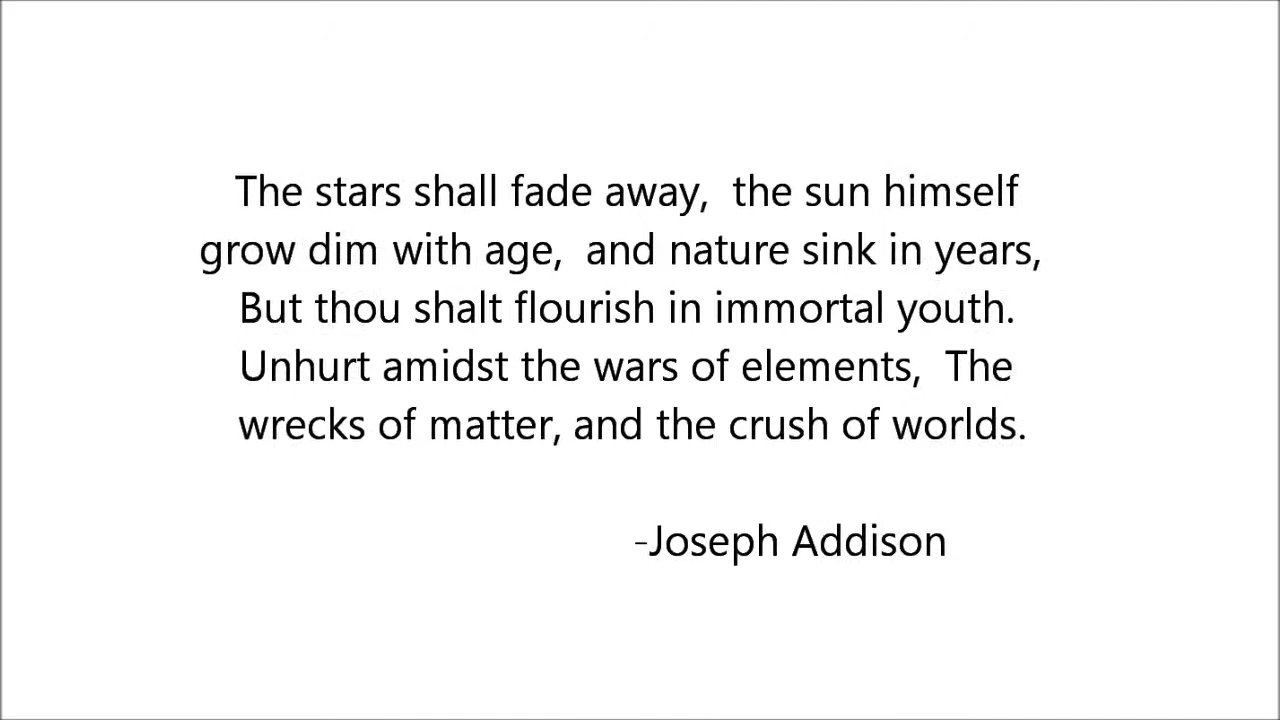 The stars shall fade away,  the sun himself
grow dim with age,  and nature sink in years,
But thou shalt flourish in immortal youth.
Unhurt amidst the wars of elements,  The
wrecks of matter, and the crush of worlds.
-Joseph Addison